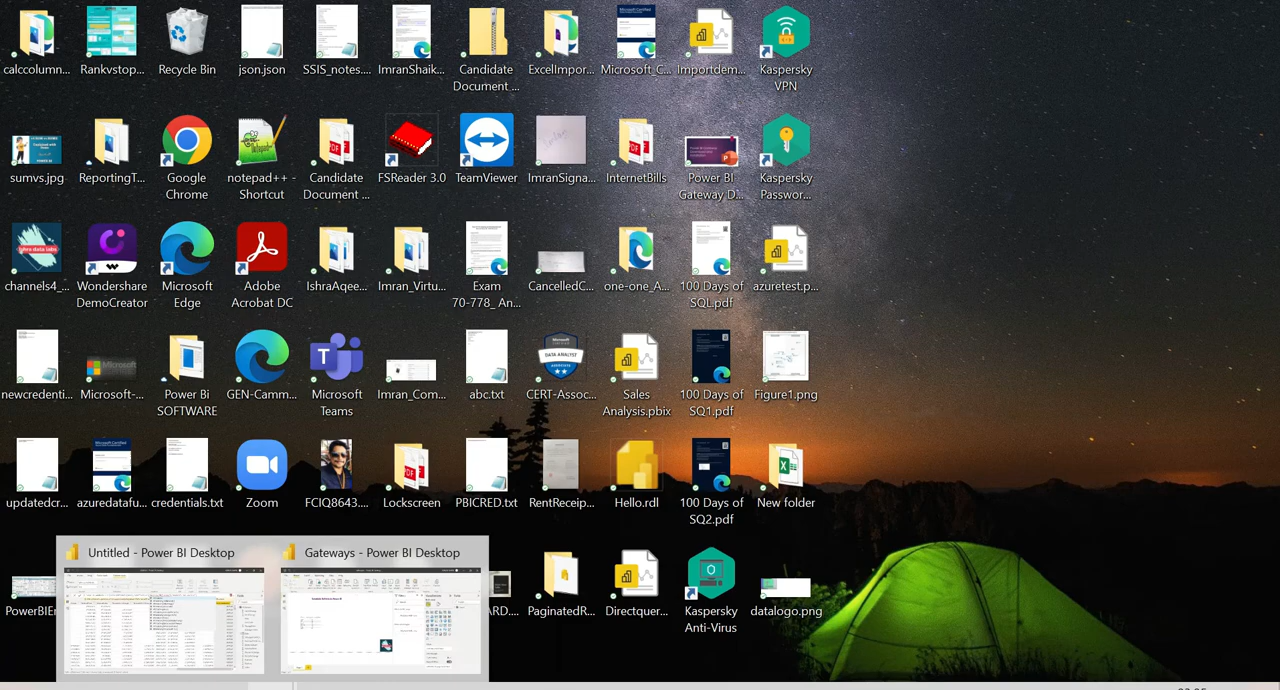 calccolumn...
Rankvstop...
Recycle Bin
json.json
SSIS_notes....
ImranShaik...
Candidate
Document ...
ExcelImpor...
Microsoft_C...
Importdem...
Kaspersky
VPN
sumvs.jpg
ReportingT...
Google
Chrome
notepad++ -
Shortcut
Candidate
Document ...
FSReader 3.0
TeamViewer
ImranSigna...
InternetBills
Power BI
Gateway D...
Kaspersky
Passwor...
channels4_...
Wondershare
DemoCreator
Microsoft
Edge
Adobe
Acrobat DC
IshraAqee...
Imran_Virtu...
Exam
70-778_ An...
CancelledC...
one-one_A...
100 Days of
SQL.pdf
azuretest.p...
newcredenti...
Microsoft-...
Power Bi
SOFTWARE
GEN-Camm...
Microsoft
Teams
Imran_Com...
abc.txt
CERT-Assoc...
Sales
Analysis.pbix
100 Days of
SQ1.pdf
Figure1.png
updatedcr...
azuredatafu...
credentials.txt
Zoom
FCIQ8643....
Lockscreen
PBICRED.txt
RentReceip...
Hello.rdl
100 Days of
SQ2.pdf
New folder
Untitled - Power BI Desktop
Gateways - Power BI Desktop
PowerBIEn
ARD....
PaginatedR...
Directquer...
Kaspersky
Anti-Virus